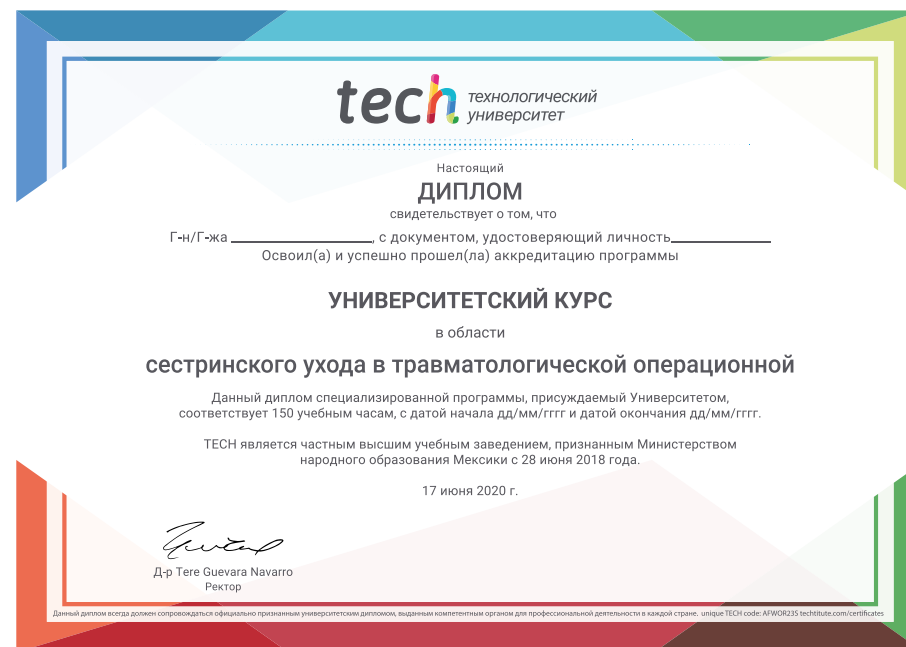 tech технологический
университет
Настоящий
ДИПЛОМ
свидетельствует о том, что
Г-н/Г-жа ____________________, с документом, удостоверяющий личность______________
Освоил(а) и успешно прошел(ла) аккредитацию программы
УНИВЕРСИТЕТСКИЙ КУРС
в области
сестринского ухода в травматологической операционной
Данный диплом специализированной программы, присуждаемый Университетом,
соответствует 150 учебным часам, с датой начала дд/мм/гггг и датой окончания дд/мм/гггг.
TECH является частным высшим учебным заведением, признанным Министерством
народного образования Мексики с 28 июня 2018 года.
17 июня 2020 г.
Д-р Tere Guevara Navarro
Ректор
Данный диплом всегда должен сопровождаться официально признанным университетским дипломом, выданным компетентным органом для профессиональной деятельности в каждой стране. unique TECH code: AFWOR23S techtitute.com/certificates